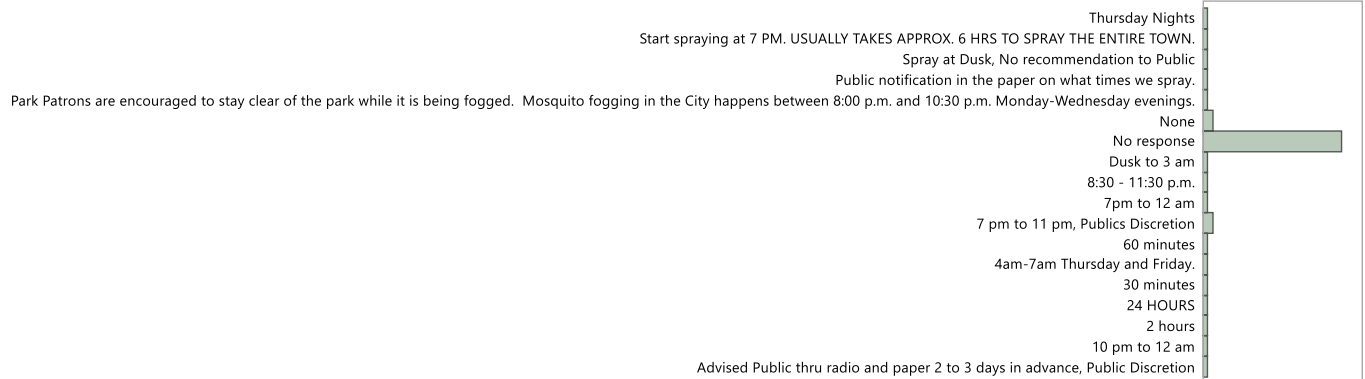 Thursday Nights
Start spraying at 7 PM. USUALLY TAKES APPROX. 6 HRS TO SPRAY THE ENTIRE TOWN.
Spray at Dusk, No recommendation to Public
Public notification in the paper on what times we spray.
Park Patrons are encouraged to stay clear of the park while it is being fogged.  Mosquito fogging in the City happens between 8:00 p.m. and 10:30 p.m. Monday-Wednesday evenings.
None
No response
Dusk to 3 am
8:30 - 11:30 p.m.
7pm to 12 am
7 pm to 11 pm, Publics Discretion
60 minutes
4am-7am Thursday and Friday.
30 minutes
24 HOURS
2 hours
10 pm to 12 am
Advised Public thru radio and paper 2 to 3 days in advance, Public Discretion